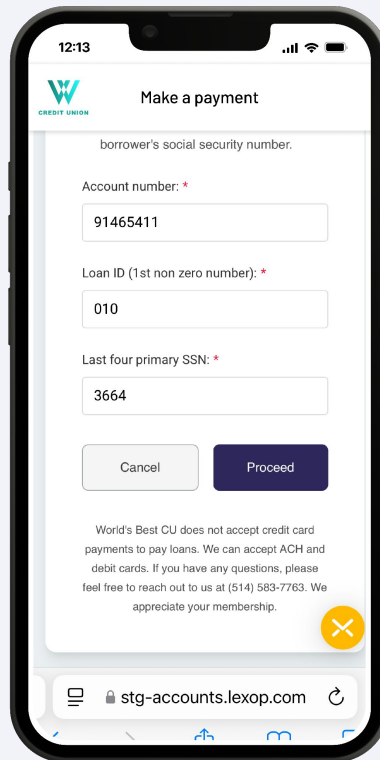 12:13
CREDIT UNION
Make a payment
borrower's social security number.
Account number: *
91465411
Loan ID (1st non zero number): *
010
Last four primary SSN: *
3664
Cancel
Proceed
World's Best CU does not accept credit card
payments to pay loans. We can accept ACH and
debit cards. If you have any questions, please
feel free to reach out to us at (514) 583-7763. We
appreciate your membership.
stg-accounts.lexop.com